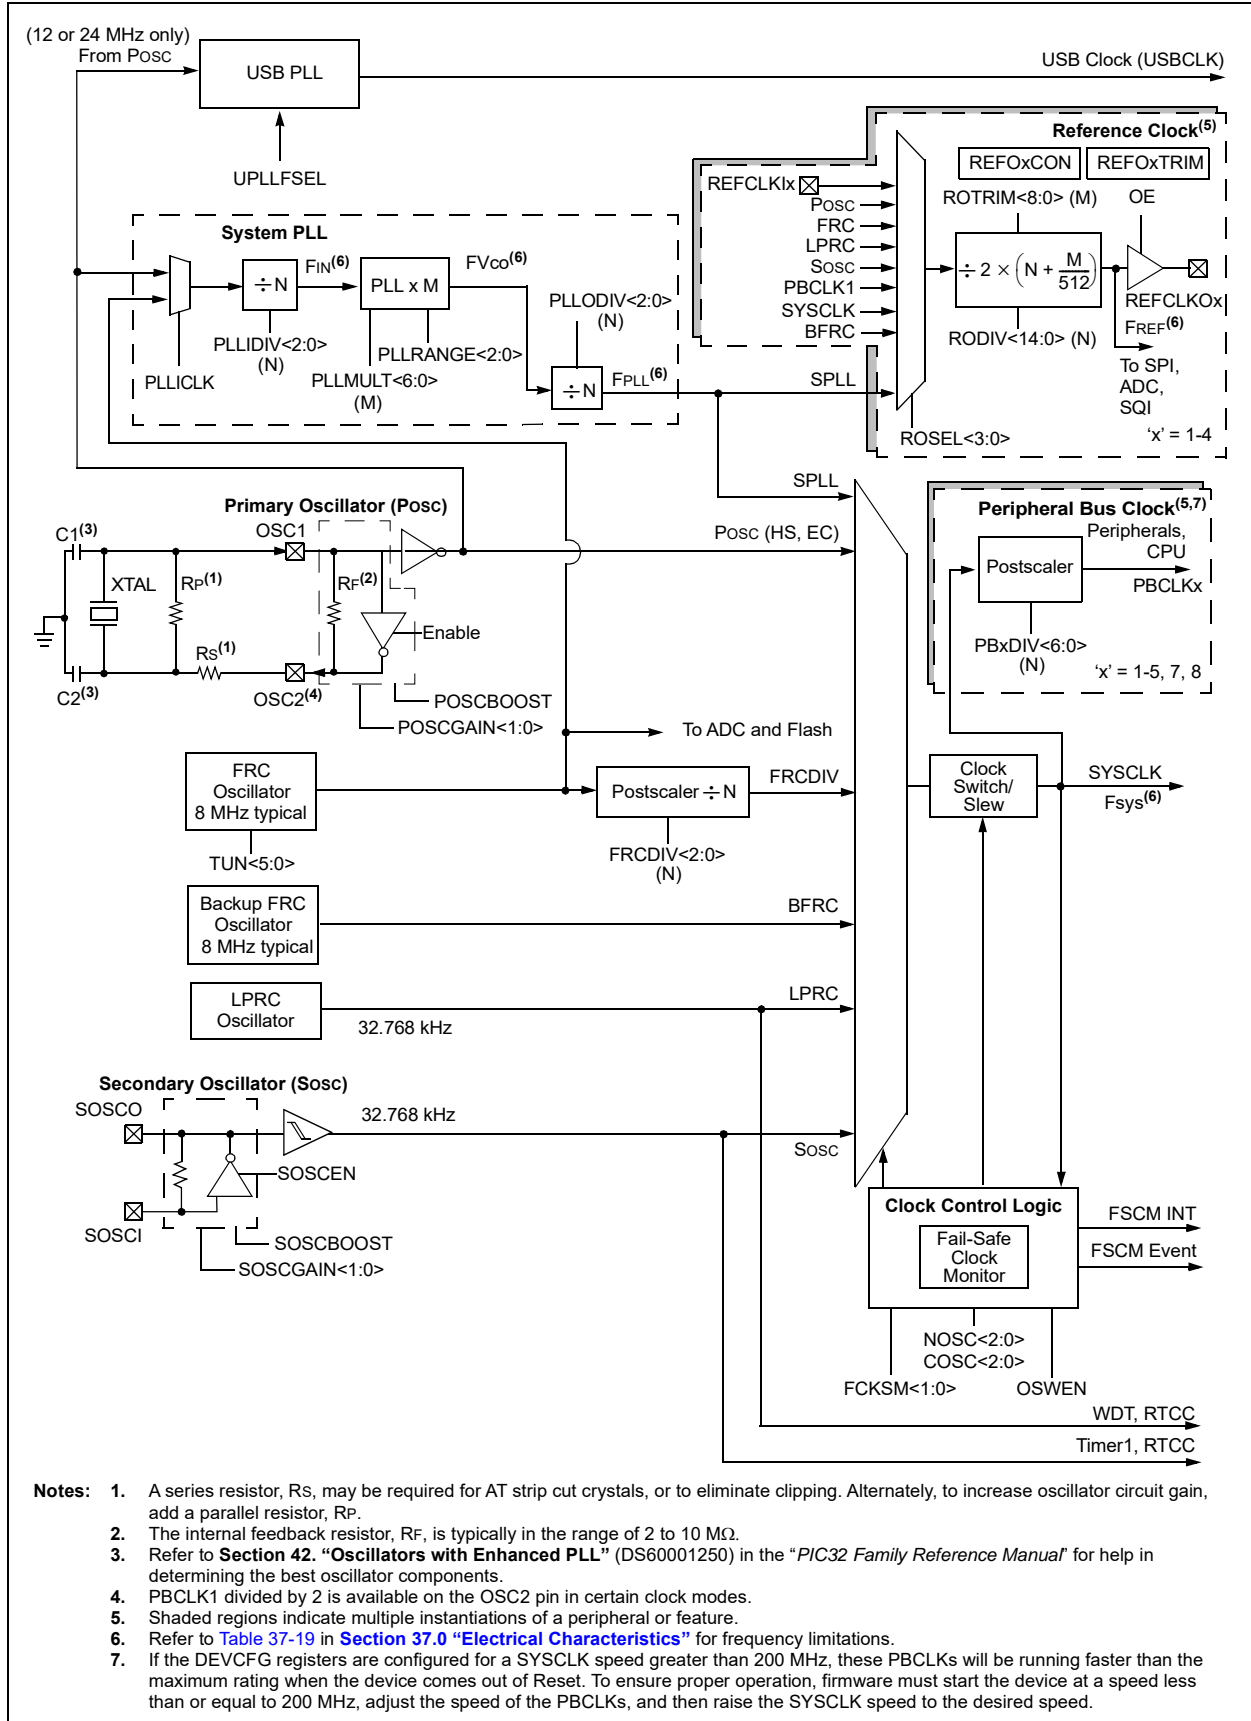 (12 or 24 MHz only)
From POSC
USB PLL
USB Clock (USBCLK)
UPLLFSEL
Reference Clock(5)
REFOxCON
REFOxTRIM
REFCLKIx
POSC
FRC
LPRC
SOSC
PBCLK1
SYSCLK
BFRC
ROTRIM<8:0> (M)
OE
÷ 2 × (N + M/512)
REFCLKOx
RODIV<14:0> (N)
FREF(6)
To SPI,
ADC,
SQI
'x' = 1-4
ROSEL<3:0>
System PLL
÷ N
FIN(6)
PLL x M
FVco(6)
PLLODIV<2:0>
(N)
PLLIDIV<2:0>
(N)
PLLRANGE<2:0>
PLLICLK
PLLMULT<6:0>
(M)
÷ N
FPLL(6)
SPLL
SPLL
Primary Oscillator (POSC)
C1(3)
OSC1
POSC (HS, EC)
XTAL
RP(1)
RF(2)
Enable
RS(1)
C2(3)
OSC2(4)
POSCBOOST
POSCGAIN<1:0>
Peripheral Bus Clock(5,7)
Peripherals,
CPU
Postscaler
PBCLKx
PBxDIV<6:0>
(N)
'x' = 1-5, 7, 8
To ADC and Flash
FRC
Oscillator
8 MHz typical
TUN<5:0>
Postscaler ÷ N
FRCDIV
FRCDIV<2:0>
(N)
Clock
Switch/
Slew
SYSCLK
Fsys(6)
Backup FRC
Oscillator
8 MHz typical
BFRC
LPRC
Oscillator
32.768 kHz
LPRC
Secondary Oscillator (SOSC)
SOSCO
32.768 kHz
SOSC
SOSCEN
SOSCI
SOSCBOOST
SOSCGAIN<1:0>
Clock Control Logic
Fail-Safe
Clock
Monitor
FSCM INT
FSCM Event
NOSC<2:0>
COSC<2:0>
FCKSM<1:0>
OSWEN
WDT, RTCC
Timer1, RTCC
Notes: 1. A series resistor, RS, may be required for AT strip cut crystals, or to eliminate clipping. Alternately, to increase oscillator circuit gain,
add a parallel resistor, RP.
2. The internal feedback resistor, RF, is typically in the range of 2 to 10 MΩ.
3. Refer to Section 42. “Oscillators with Enhanced PLL” (DS60001250) in the “PIC32 Family Reference Manual” for help in
determining the best oscillator components.
4. PBCLK1 divided by 2 is available on the OSC2 pin in certain clock modes.
5. Shaded regions indicate multiple instantiations of a peripheral or feature.
6. Refer to Table 37-19 in Section 37.0 “Electrical Characteristics” for frequency limitations.
7. If the DEVCFG registers are configured for a SYSCLK speed greater than 200 MHz, these PBCLKs will be running faster than the
maximum rating when the device comes out of Reset. To ensure proper operation, firmware must start the device at a speed less
than or equal to 200 MHz, adjust the speed of the PBCLKs, and then raise the SYSCLK speed to the desired speed.